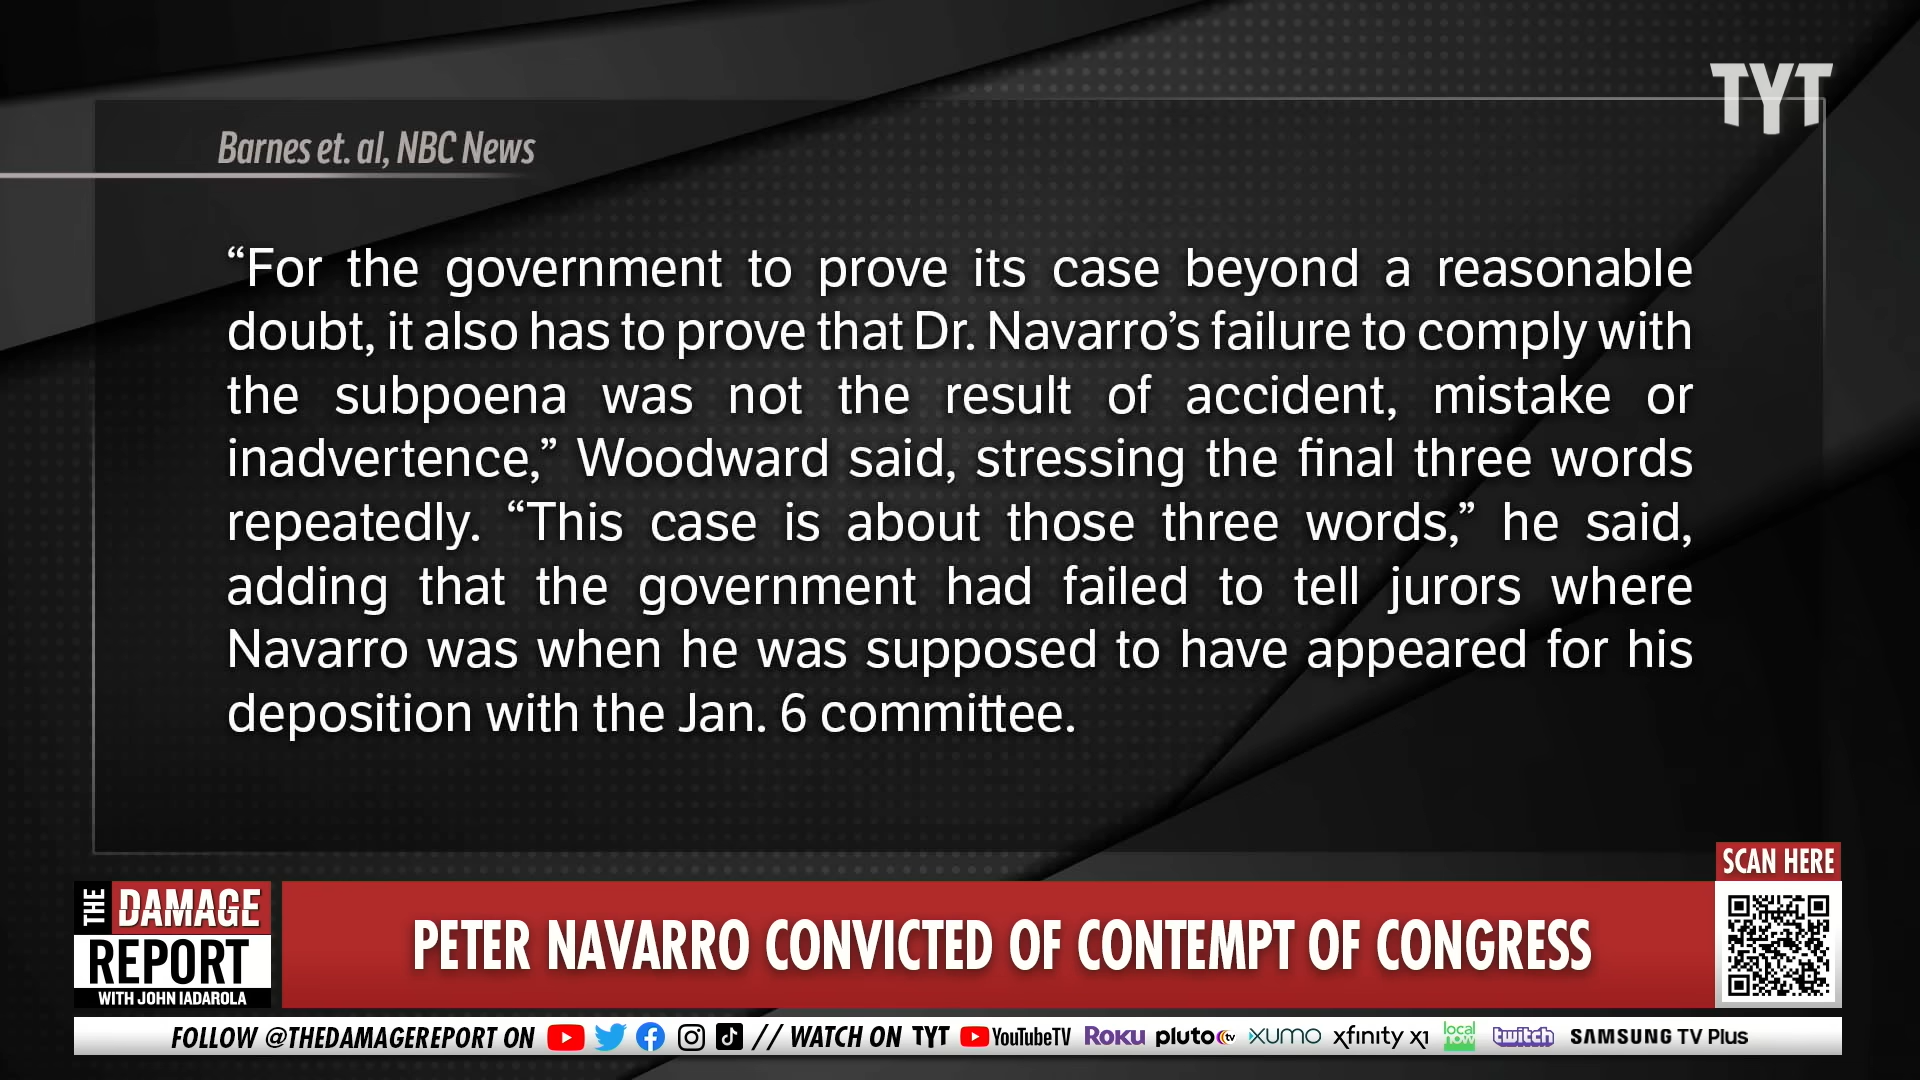 TYT
Barnes et. al, NBC News
“For the government to prove its case beyond a reasonable
doubt, it also has to prove that Dr. Navarro’s failure to comply with
the subpoena was not the result of accident, mistake or
inadvertence,” Woodward said, stressing the final three words
repeatedly. “This case is about those three words,” he said,
adding that the government had failed to tell jurors where
Navarro was when he was supposed to have appeared for his
deposition with the Jan. 6 committee.
SCAN HERE
THE DAMAGE
REPORT
WITH JOHN IADAROLA
PETER NAVARRO CONVICTED OF CONTEMPT OF CONGRESS
FOLLOW @THEDAMAGEREPORT ON // WATCH ON TYT YouTubeTV ROKU pluto tv XUMO xfinity X1 local now twitch SAMSUNG TV Plus